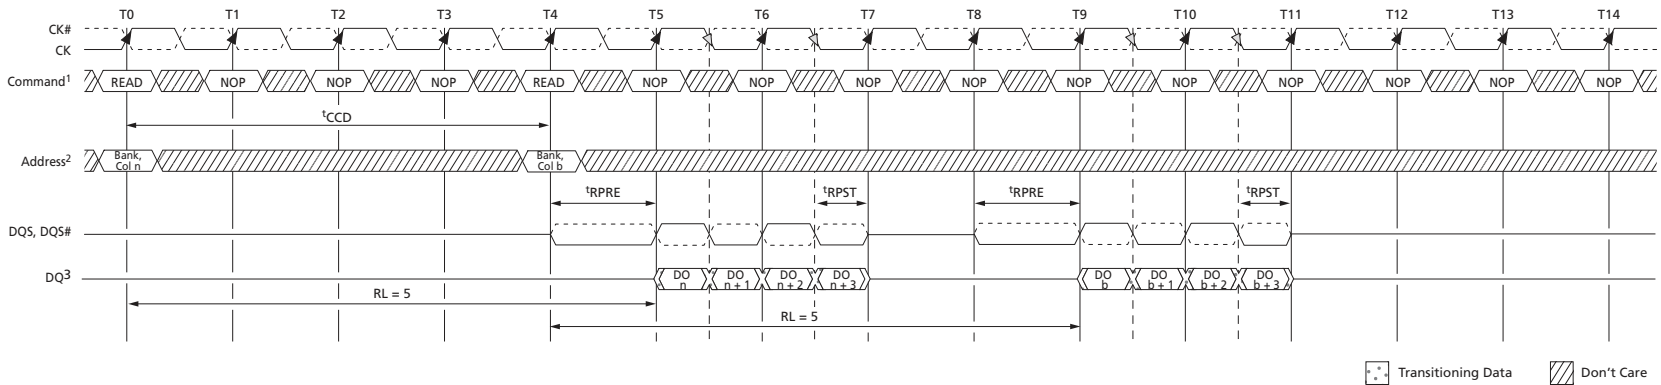 T0 T1 T2 T3 T4 T5 T6 T7 T8 T9 T10 T11 T12 T13 T14
CK#
CK
Command1 READ NOP NOP NOP READ NOP NOP NOP NOP NOP NOP NOP NOP NOP NOP
tCCD
Address2 Bank, Col n Bank, Col b
tRPRE tRPST tRPRE tRPST
DQS, DQS#
DQ3 DO n DO n + 1 DO n + 2 DO n + 3 DO b DO b + 1 DO b + 2 DO b + 3
RL = 5
RL = 5
Transitioning Data Don't Care